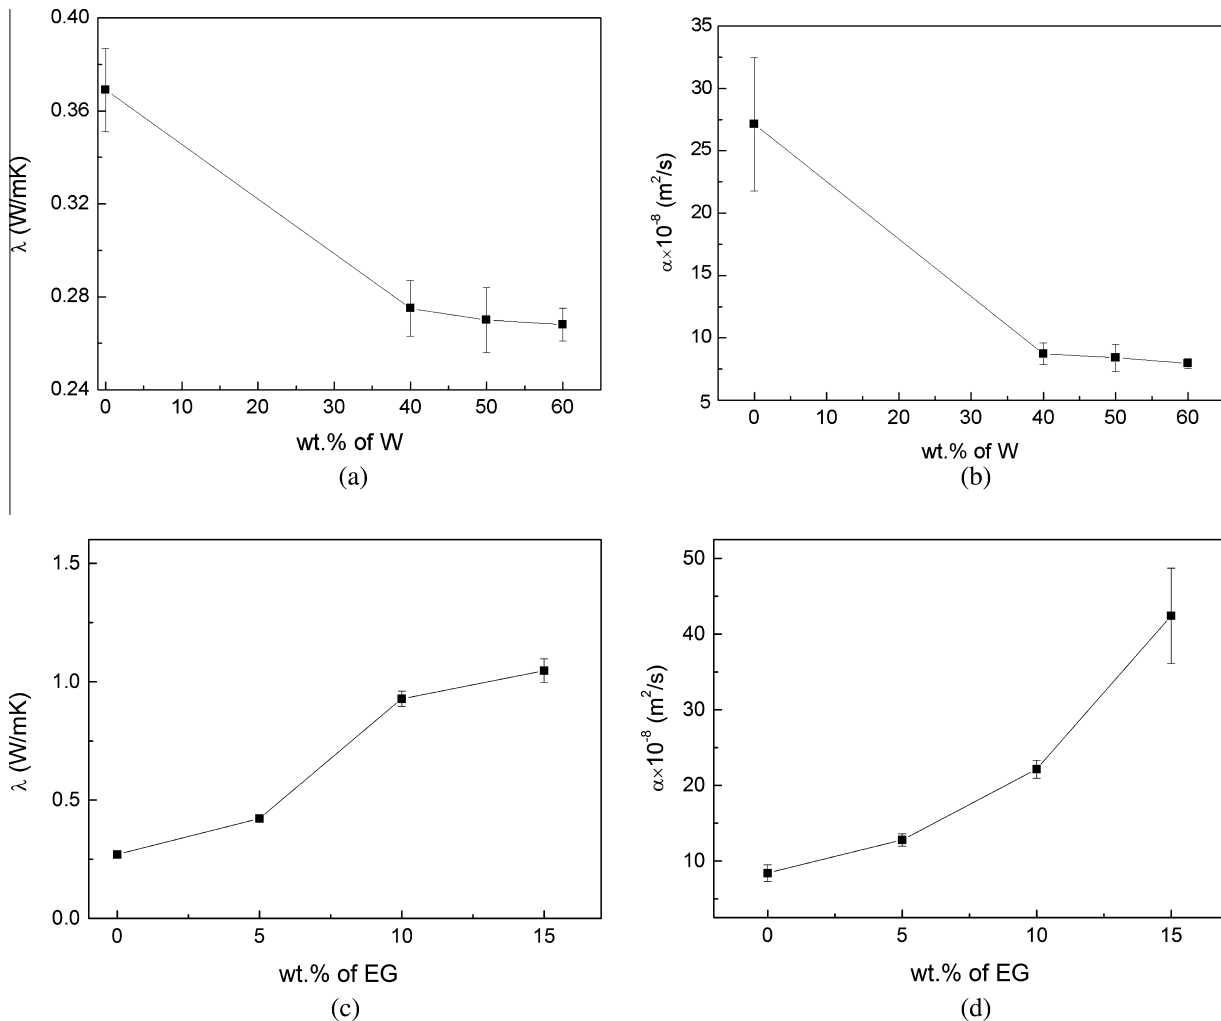 0.40
0.36
0.32
0.28
0.24
λ (W/mK)
0 10 20 30 40 50 60
wt.% of W
(a)
35
30
25
20
15
10
5
α×10⁻⁸ (m²/s)
0 10 20 30 40 50 60
wt.% of W
(b)
1.5
1.0
0.5
0.0
λ (W/mK)
0 5 10 15
wt.% of EG
(c)
50
40
30
20
10
α×10⁻⁸ (m²/s)
0 5 10 15
wt.% of EG
(d)